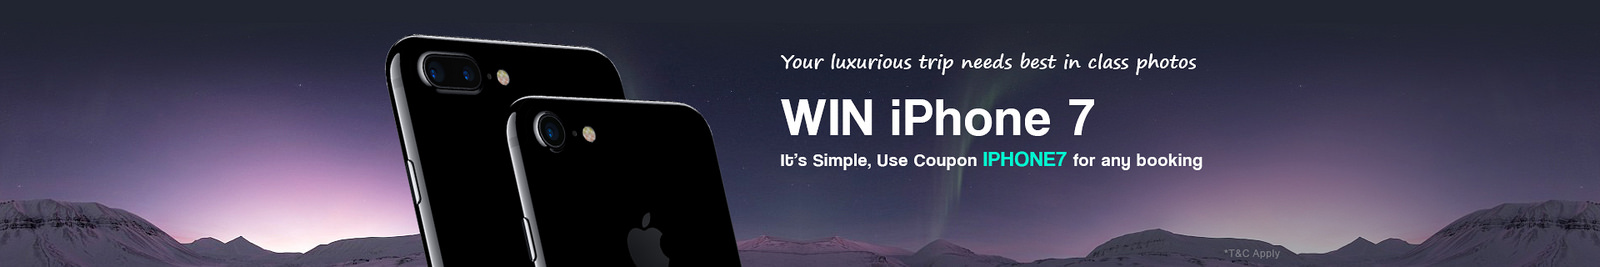 Your luxurious trip needs best in class photos
WIN iPhone 7
It's Simple, Use Coupon IPHONE7 for any booking
*T&C Apply